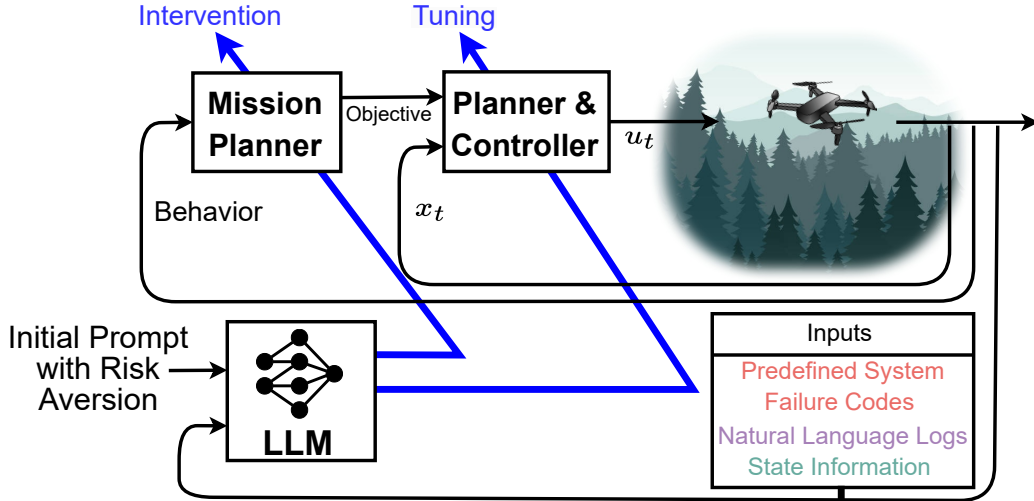 Intervention
Tuning
Mission
Planner
Objective
Planner &
Controller
u_t
Behavior
x_t
Initial Prompt
with Risk
Aversion
LLM
Inputs
Predefined System
Failure Codes
Natural Language Logs
State Information